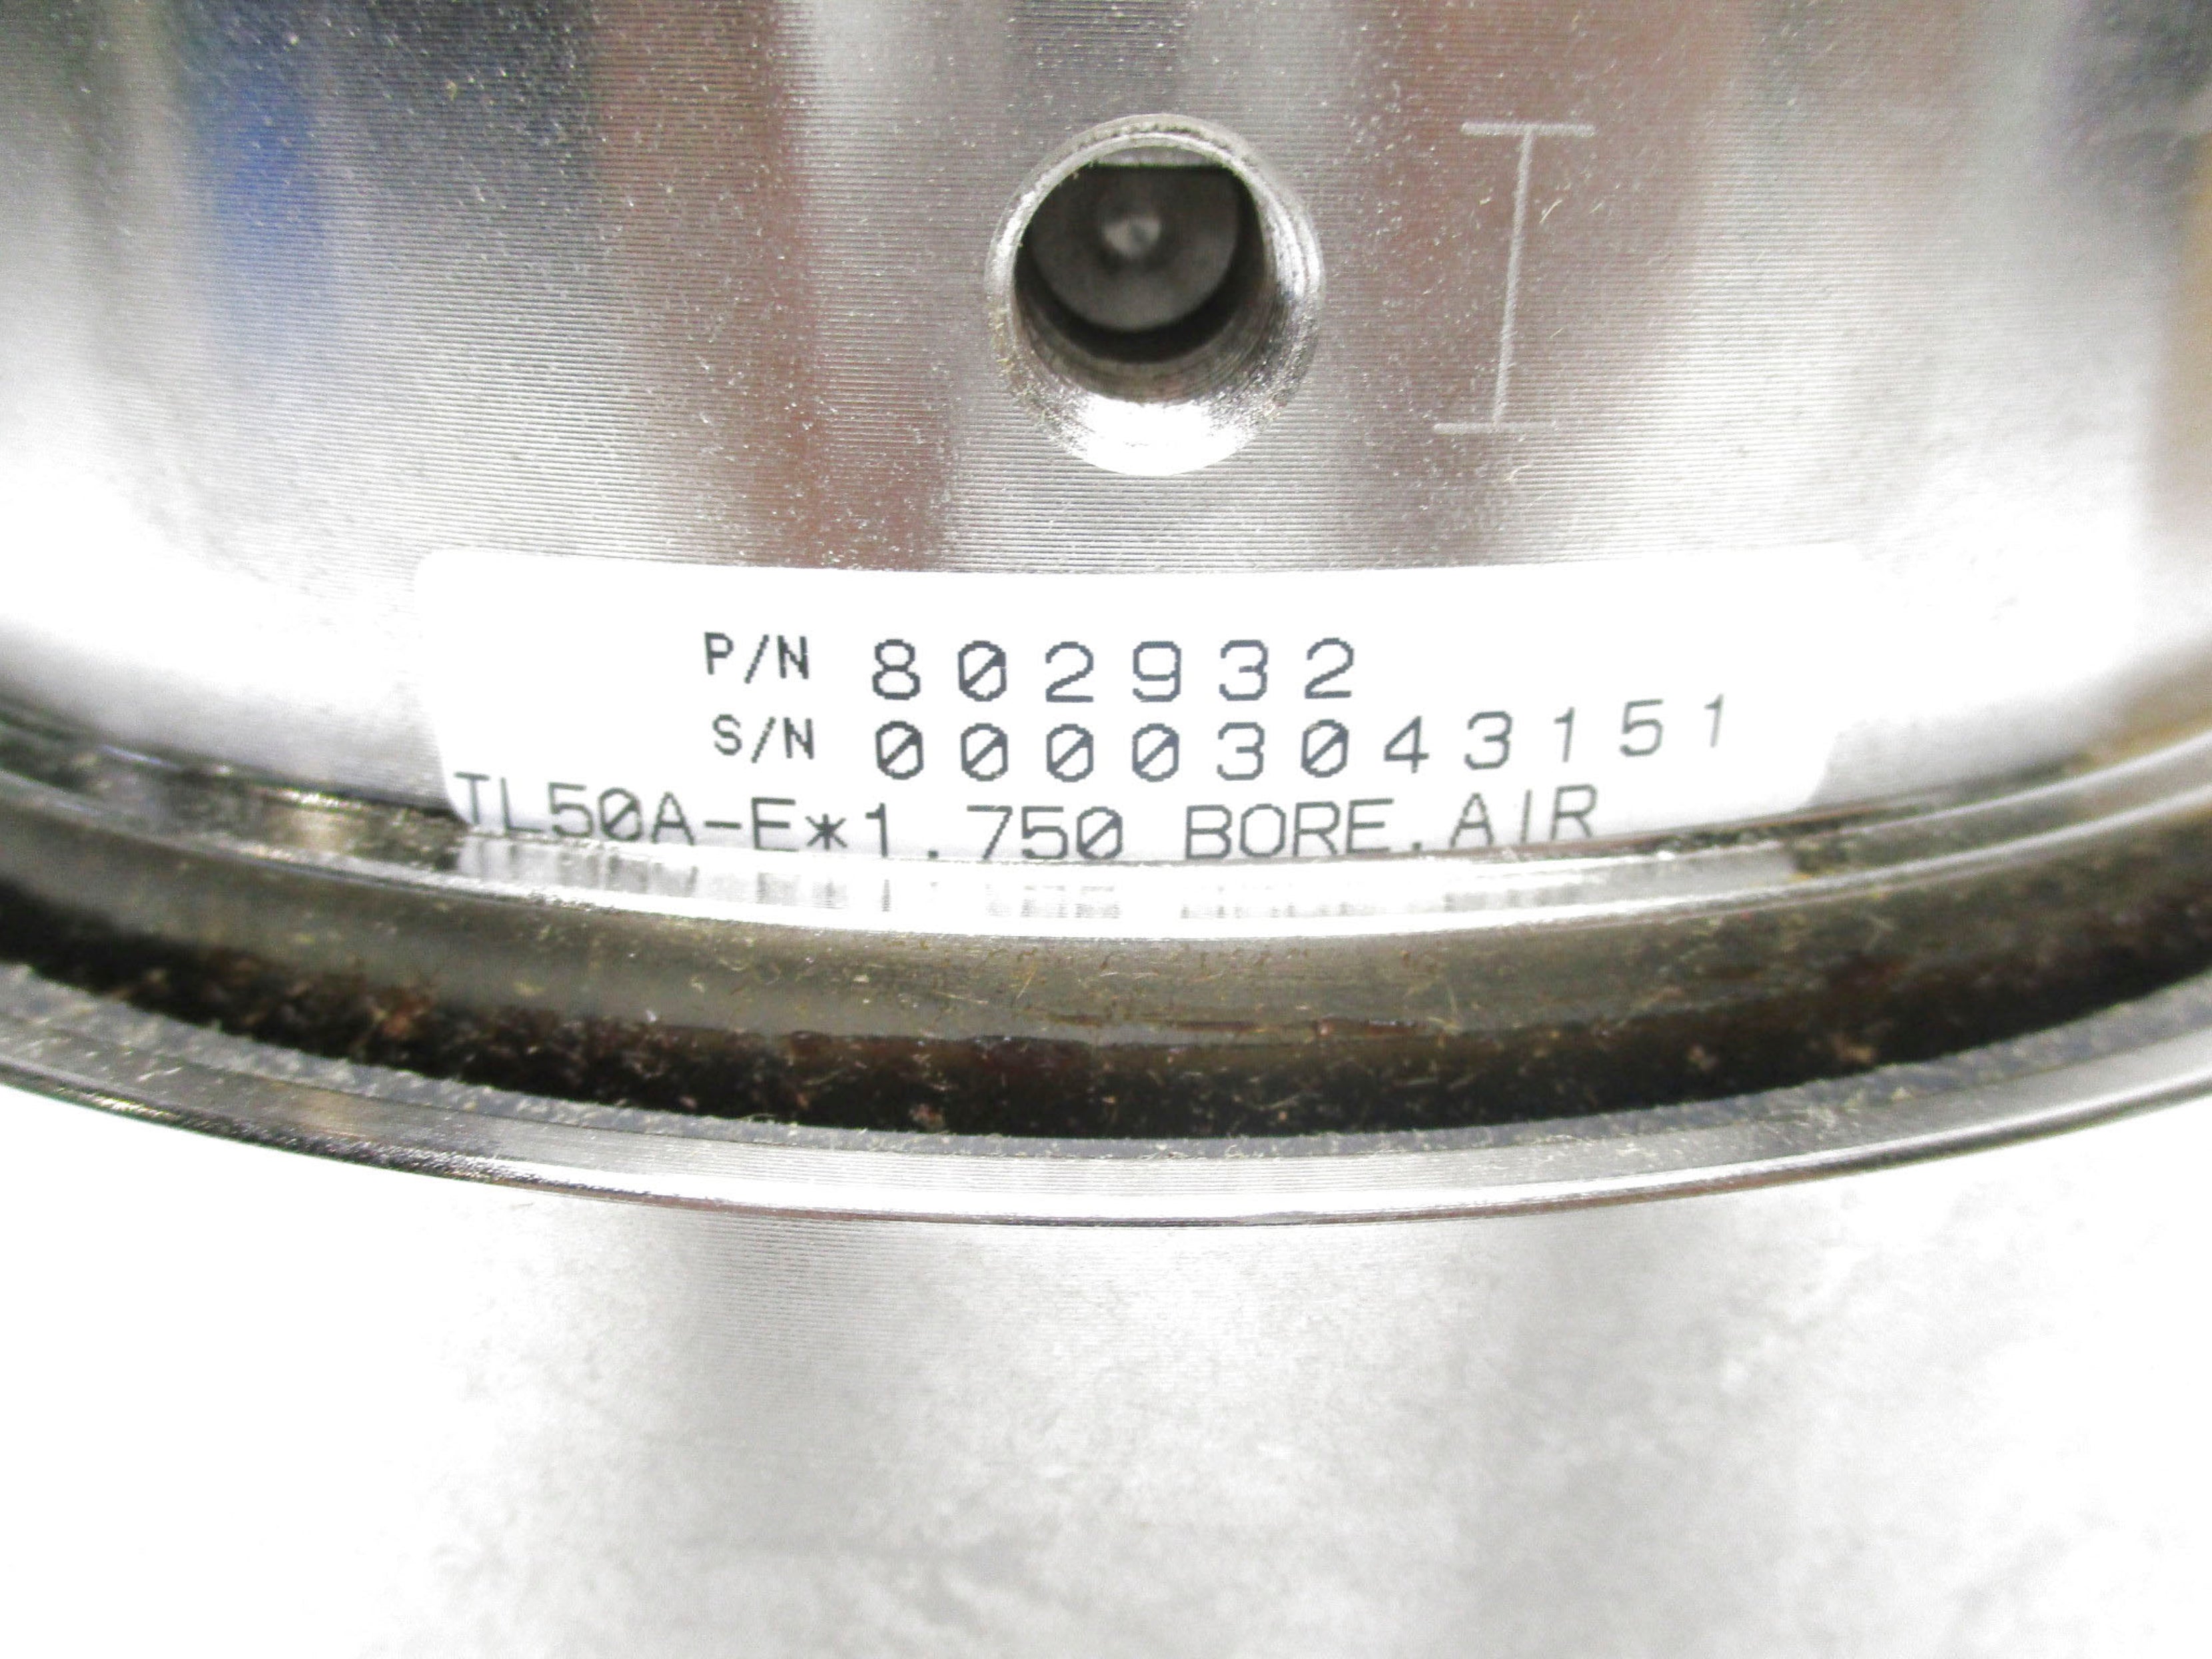 I
P/N 802932
S/N 00003043151
TL50A-E*1.750 BORE,AIR